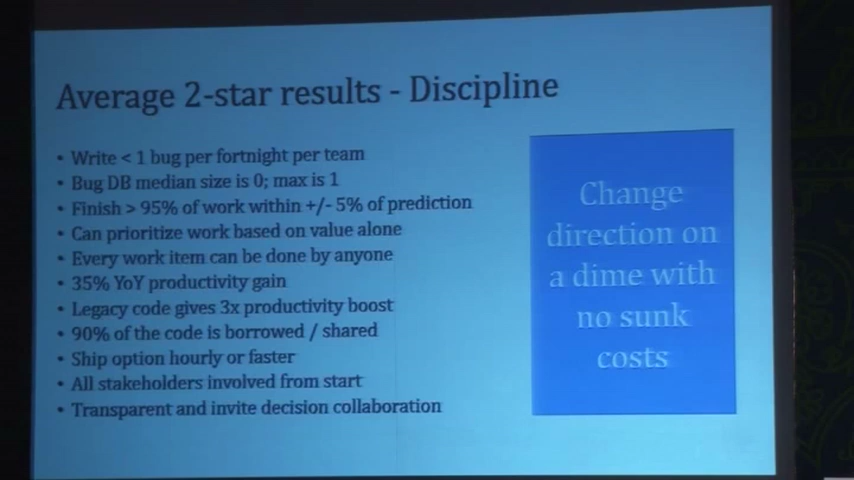 Average 2-star results - Discipline
• Write < 1 bug per fortnight per team
• Bug DB median size is 0; max is 1
• Finish > 95% of work within +/- 5% of prediction
• Can prioritize work based on value alone
• Every work item can be done by anyone
• 35% YoY productivity gain
• Legacy code gives 3x productivity boost
• 90% of the code is borrowed / shared
• Ship option hourly or faster
• All stakeholders involved from start
• Transparent and invite decision collaboration
Change
direction on
a dime with
no sunk
costs